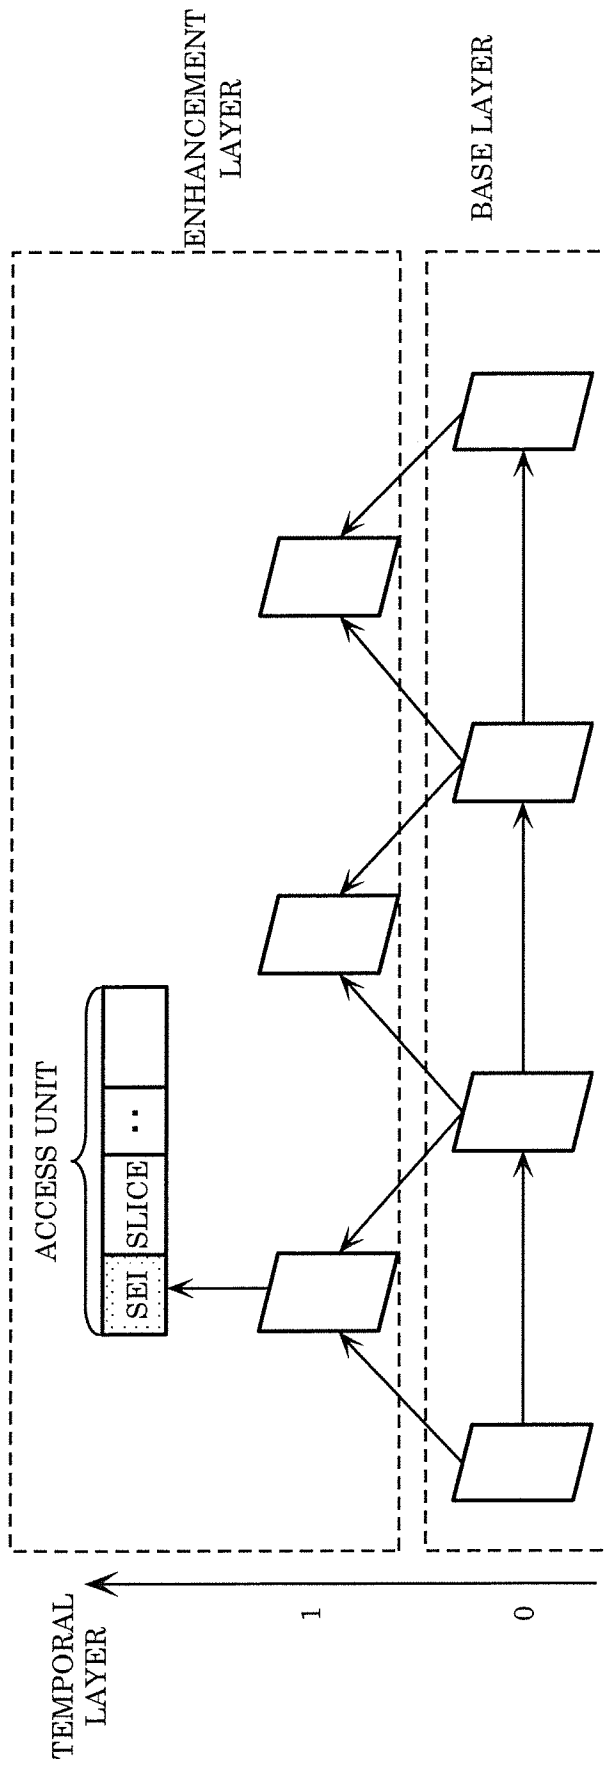 TEMPORAL
LAYER
1
0
ACCESS UNIT
SEI
SLICE
..
ENHANCEMENT
LAYER
BASE LAYER